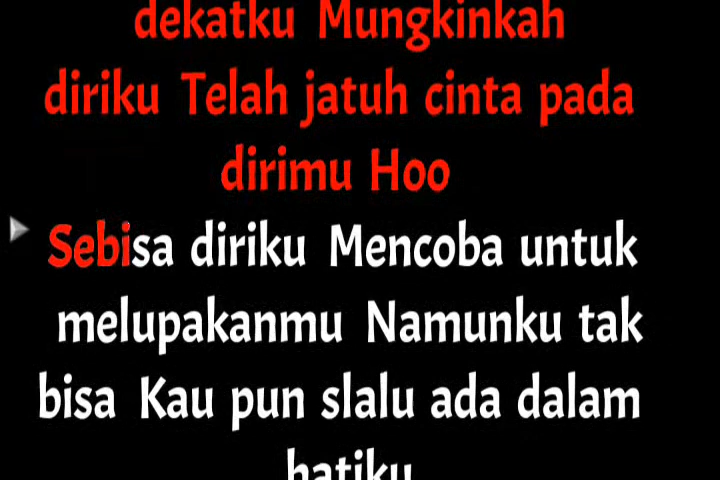 dekatku Mungkinkah
diriku Telah jatuh cinta pada
dirimu Hoo
Sebisa diriku Mencoba untuk
melupakanmu Namunku tak
bisa Kau pun slalu ada dalam
hatiku